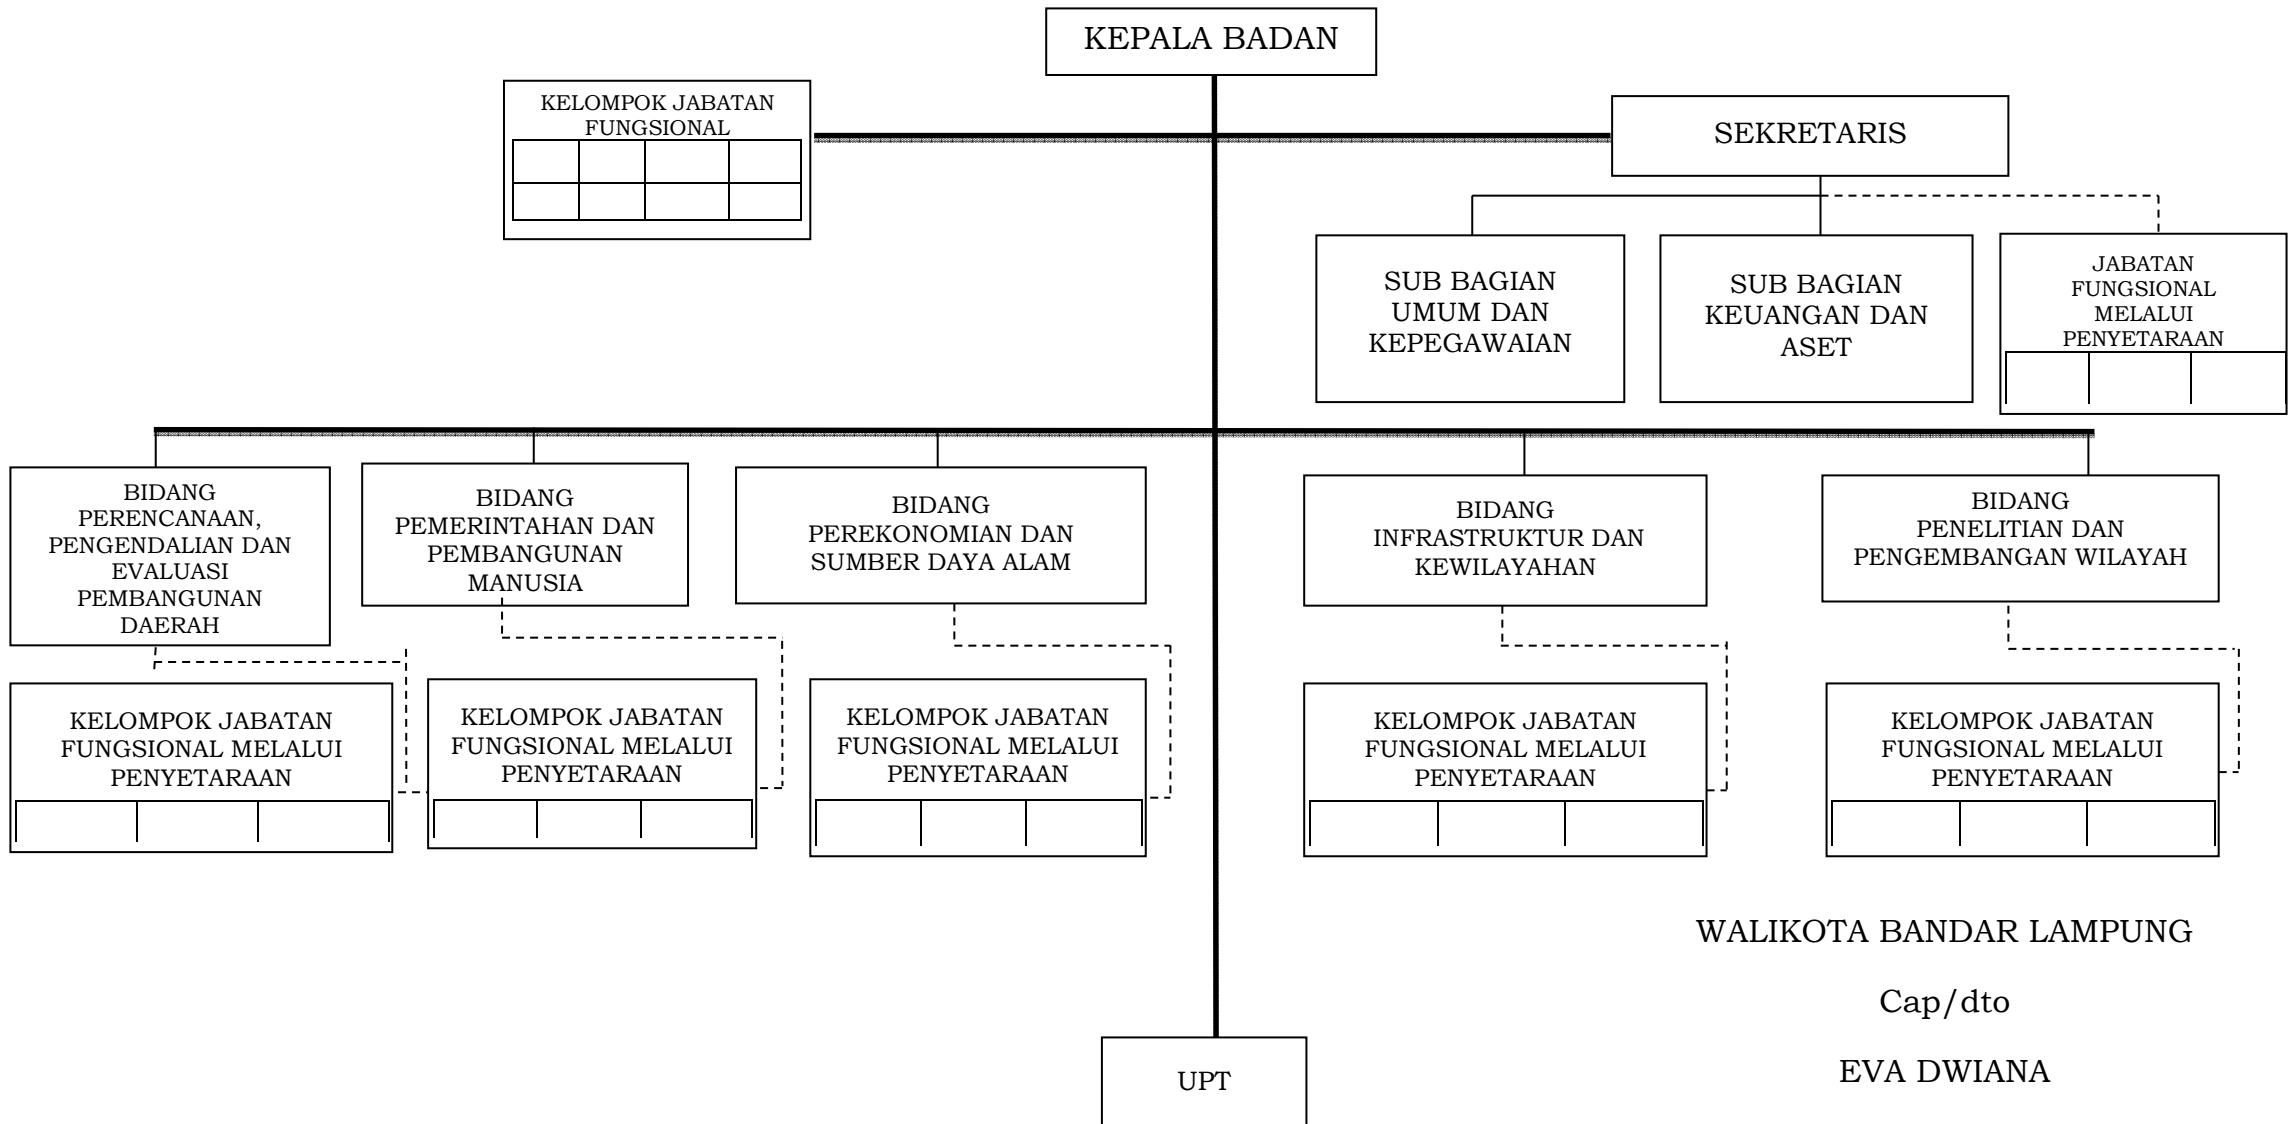 KEPALA BADAN
KELOMPOK JABATAN
FUNGSIONAL
SEKRETARIS
SUB BAGIAN
UMUM DAN
KEPEGAWAIAN
SUB BAGIAN
KEUANGAN DAN
ASET
JABATAN
FUNGSIONAL
MELALUI
PENYETARAAN
BIDANG
PERENCANAAN,
PENGENDALIAN DAN
EVALUASI
PEMBANGUNAN
DAERAH
BIDANG
PEMERINTAHAN DAN
PEMBANGUNAN
MANUSIA
BIDANG
PEREKONOMIAN DAN
SUMBER DAYA ALAM
BIDANG
INFRASTRUKTUR DAN
KEWILAYAHAN
BIDANG
PENELITIAN DAN
PENGEMBANGAN WILAYAH
KELOMPOK JABATAN
FUNGSIONAL MELALUI
PENYETARAAN
KELOMPOK JABATAN
FUNGSIONAL MELALUI
PENYETARAAN
KELOMPOK JABATAN
FUNGSIONAL MELALUI
PENYETARAAN
KELOMPOK JABATAN
FUNGSIONAL MELALUI
PENYETARAAN
KELOMPOK JABATAN
FUNGSIONAL MELALUI
PENYETARAAN
WALIKOTA BANDAR LAMPUNG
Cap/dto
EVA DWIANA
UPT